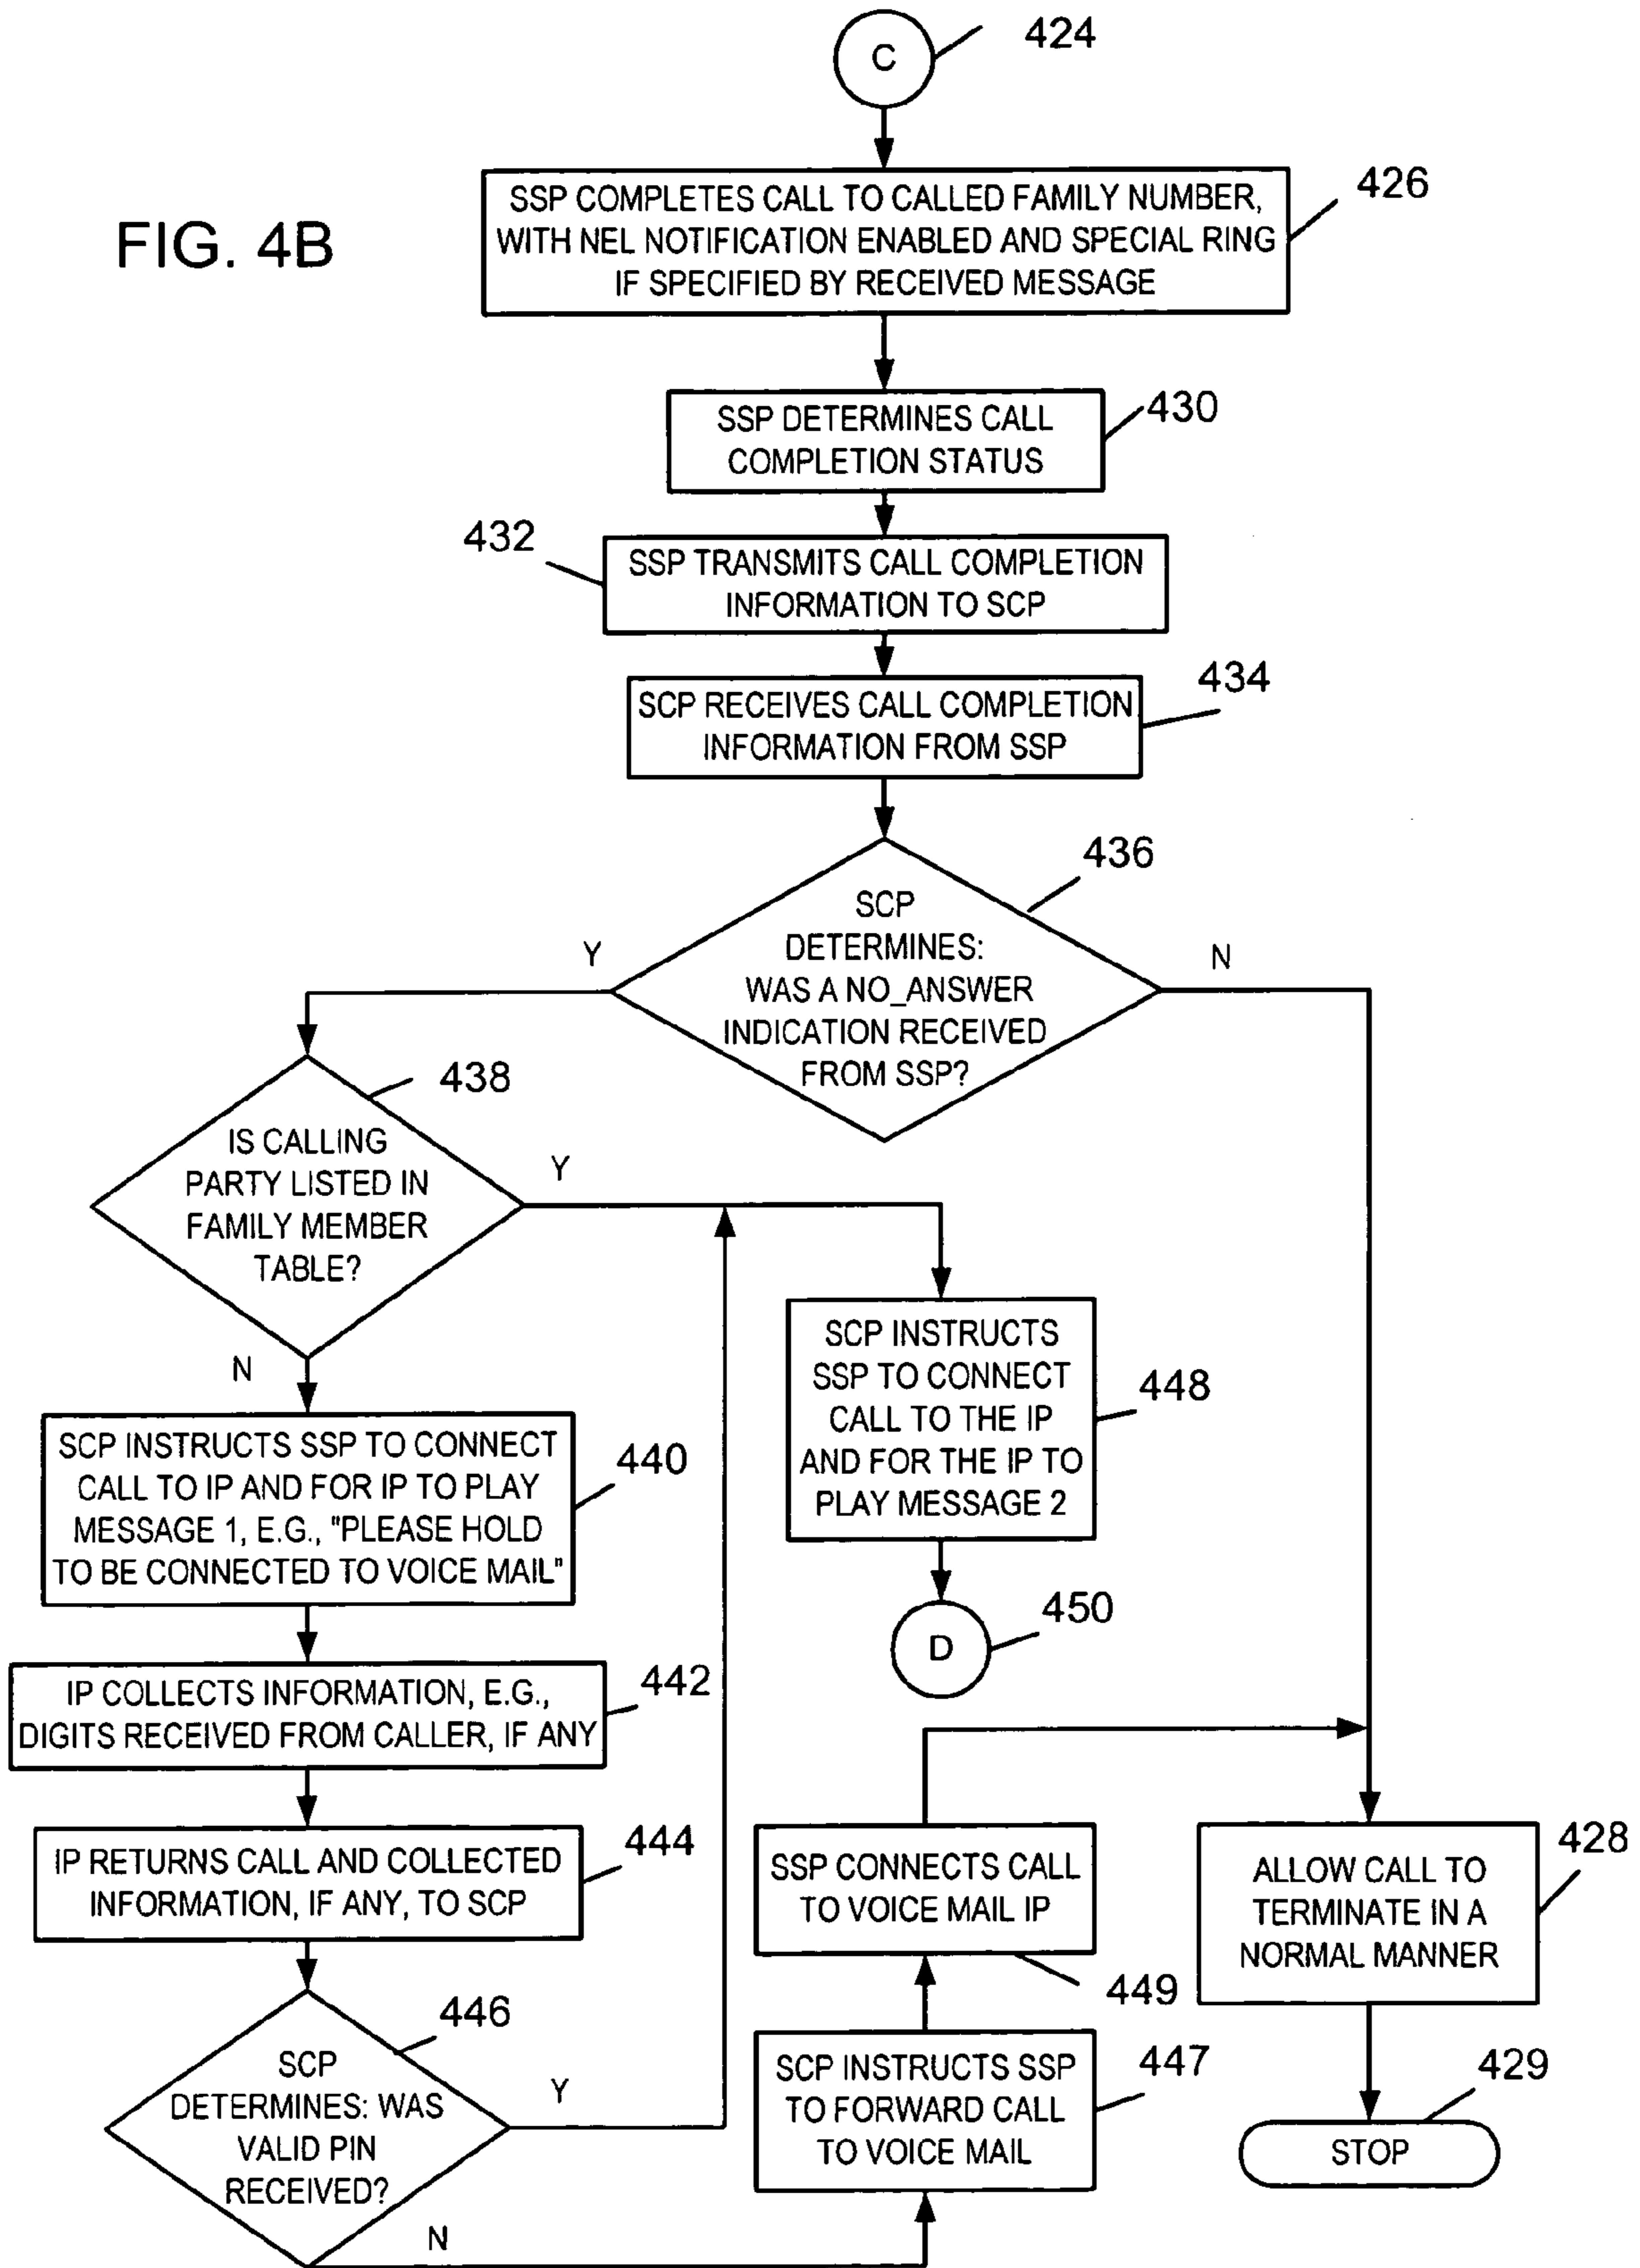 C
424
FIG. 4B
SSP COMPLETES CALL TO CALLED FAMILY NUMBER,
WITH NEL NOTIFICATION ENABLED AND SPECIAL RING
IF SPECIFIED BY RECEIVED MESSAGE
426
SSP DETERMINES CALL
COMPLETION STATUS
430
432
SSP TRANSMITS CALL COMPLETION
INFORMATION TO SCP
SCP RECEIVES CALL COMPLETION
INFORMATION FROM SSP
434
436
SCP
DETERMINES:
WAS A NO_ANSWER
INDICATION RECEIVED
FROM SSP?
Y
N
438
IS CALLING
PARTY LISTED IN
FAMILY MEMBER
TABLE?
Y
N
SCP INSTRUCTS SSP TO CONNECT
CALL TO IP AND FOR IP TO PLAY
MESSAGE 1, E.G., "PLEASE HOLD
TO BE CONNECTED TO VOICE MAIL"
440
SCP INSTRUCTS
SSP TO CONNECT
CALL TO THE IP
AND FOR THE IP TO
PLAY MESSAGE 2
448
D
450
IP COLLECTS INFORMATION, E.G.,
DIGITS RECEIVED FROM CALLER, IF ANY
442
IP RETURNS CALL AND COLLECTED
INFORMATION, IF ANY, TO SCP
444
446
SCP
DETERMINES: WAS
VALID PIN
RECEIVED?
Y
N
SSP CONNECTS CALL
TO VOICE MAIL IP
449
SCP INSTRUCTS SSP
TO FORWARD CALL
TO VOICE MAIL
447
ALLOW CALL TO
TERMINATE IN A
NORMAL MANNER
428
429
STOP